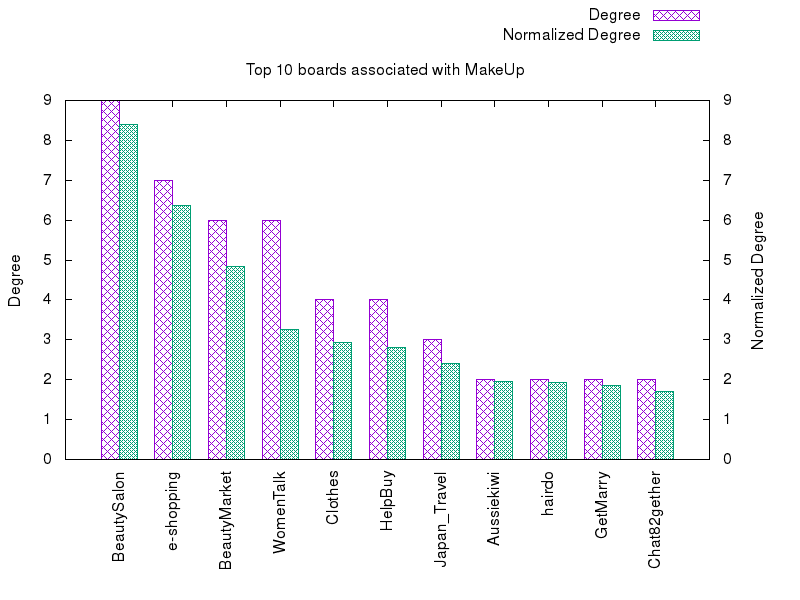 Degree
Normalized Degree
Top 10 boards associated with MakeUp
9
8
7
6
5
4
3
2
1
0
9
8
7
6
5
4
3
2
1
0
Degree
Normalized Degree
BeautySalon
e-shopping
BeautyMarket
WomenTalk
Clothes
HelpBuy
Japan_Travel
Aussiekiwi
hairdo
GetMarry
Chat82gether